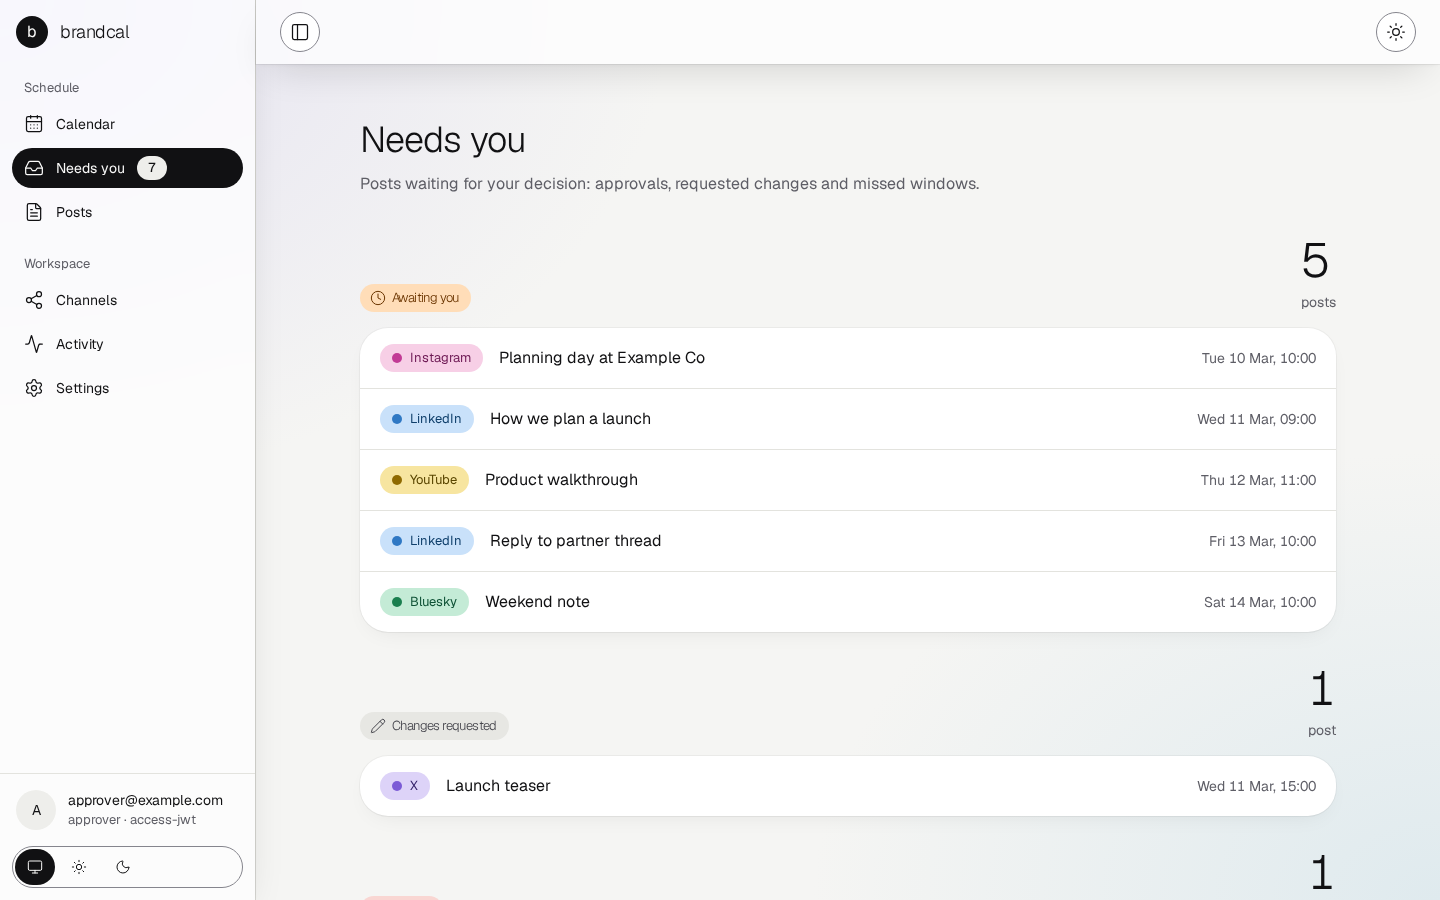 b brandcal
Schedule
Calendar
Needs you 7
Posts
Workspace
Channels
Activity
Settings
A
approver@example.com
approver · access-jwt
Needs you
Posts waiting for your decision: approvals, requested changes and missed windows.
5
Awaiting you
posts
Instagram Planning day at Example Co Tue 10 Mar, 10:00
LinkedIn How we plan a launch Wed 11 Mar, 09:00
YouTube Product walkthrough Thu 12 Mar, 11:00
LinkedIn Reply to partner thread Fri 13 Mar, 10:00
Bluesky Weekend note Sat 14 Mar, 10:00
1
Changes requested
post
X Launch teaser Wed 11 Mar, 15:00
1